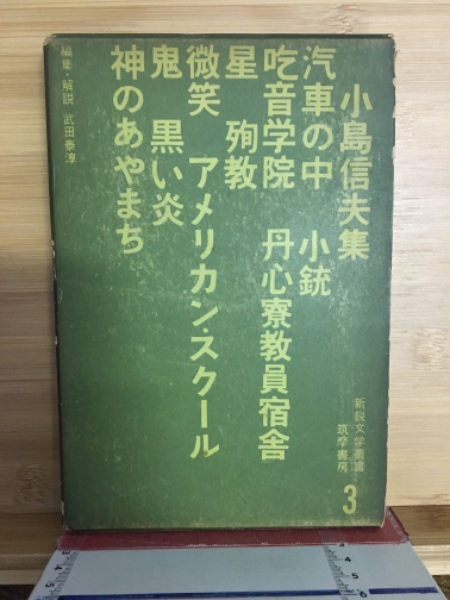 小島信夫集
汽車の中 小銃
吃音学院 丹心寮教員宿舎
星 殉教
微笑 アメリカン・スクール
鬼 黒い炎
神のあやまち
編集・解説 武田泰淳
新鋭文学叢書
筑摩書房
3